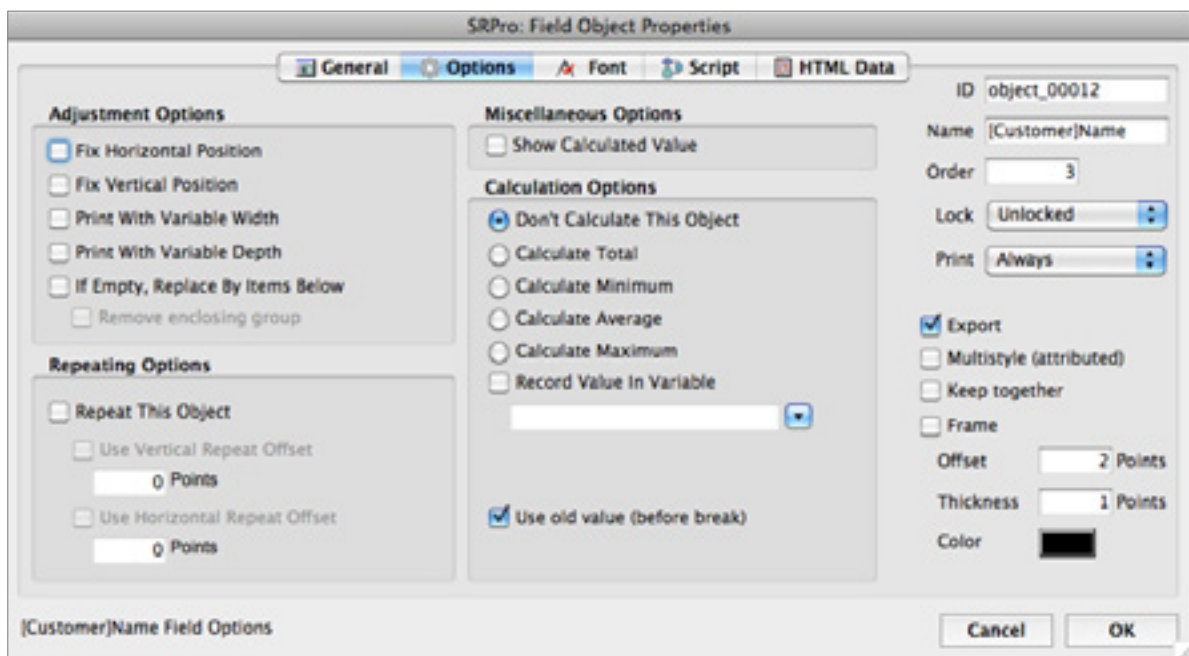 SRPro: Field Object Properties
General Options Font Script HTML Data
Adjustment Options
Fix Horizontal Position
Fix Vertical Position
Print With Variable Width
Print With Variable Depth
If Empty, Replace By Items Below
Remove enclosing group
Repeating Options
Repeat This Object
Use Vertical Repeat Offset
0 Points
Use Horizontal Repeat Offset
0 Points
Miscellaneous Options
Show Calculated Value
Calculation Options
Don't Calculate This Object
Calculate Total
Calculate Minimum
Calculate Average
Calculate Maximum
Record Value In Variable
Use old value (before break)
ID object_00012
Name [Customer]Name
Order 3
Lock Unlocked
Print Always
Export
Multistyle (attributed)
Keep together
Frame
Offset 2 Points
Thickness 1 Points
Color
[Customer]Name Field Options
Cancel OK